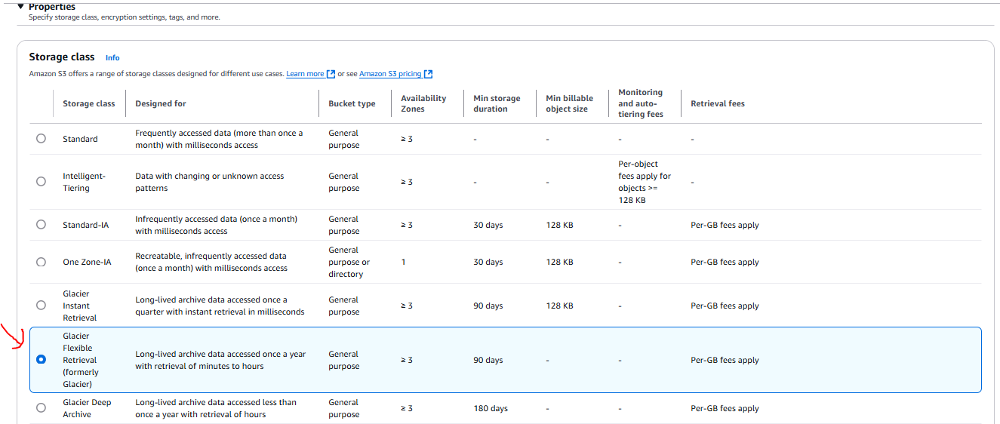 Properties
Specify storage class, encryption settings, tags, and more.
Storage class Info
Amazon S3 offers a range of storage classes designed for different use cases. Learn more or see Amazon S3 pricing
Storage class
Designed for
Bucket type
Availability
Zones
Min storage
duration
Min billable
object size
Monitoring
and auto-
tiering fees
Retrieval fees
Standard
Frequently accessed data (more than once a
month) with milliseconds access
General
purpose
≥ 3
-
-
-
-
Intelligent-
Tiering
Data with changing or unknown access
patterns
General
purpose
≥ 3
-
-
Per-object
fees apply for
objects >=
128 KB
-
Standard-IA
Infrequently accessed data (once a month)
with milliseconds access
General
purpose
≥ 3
30 days
128 KB
-
Per-GB fees apply
One Zone-IA
Recreatable, infrequently accessed data
(once a month) with milliseconds access
General
purpose or
directory
1
30 days
128 KB
-
Per-GB fees apply
Glacier
Instant
Retrieval
Long-lived archive data accessed once a
quarter with instant retrieval in milliseconds
General
purpose
≥ 3
90 days
128 KB
-
Per-GB fees apply
Glacier
Flexible
Retrieval
(formerly
Glacier)
Long-lived archive data accessed once a year
with retrieval of minutes to hours
General
purpose
≥ 3
90 days
-
-
Per-GB fees apply
Glacier Deep
Archive
Long-lived archive data accessed less than
once a year with retrieval of hours
General
purpose
≥ 3
180 days
-
-
Per-GB fees apply